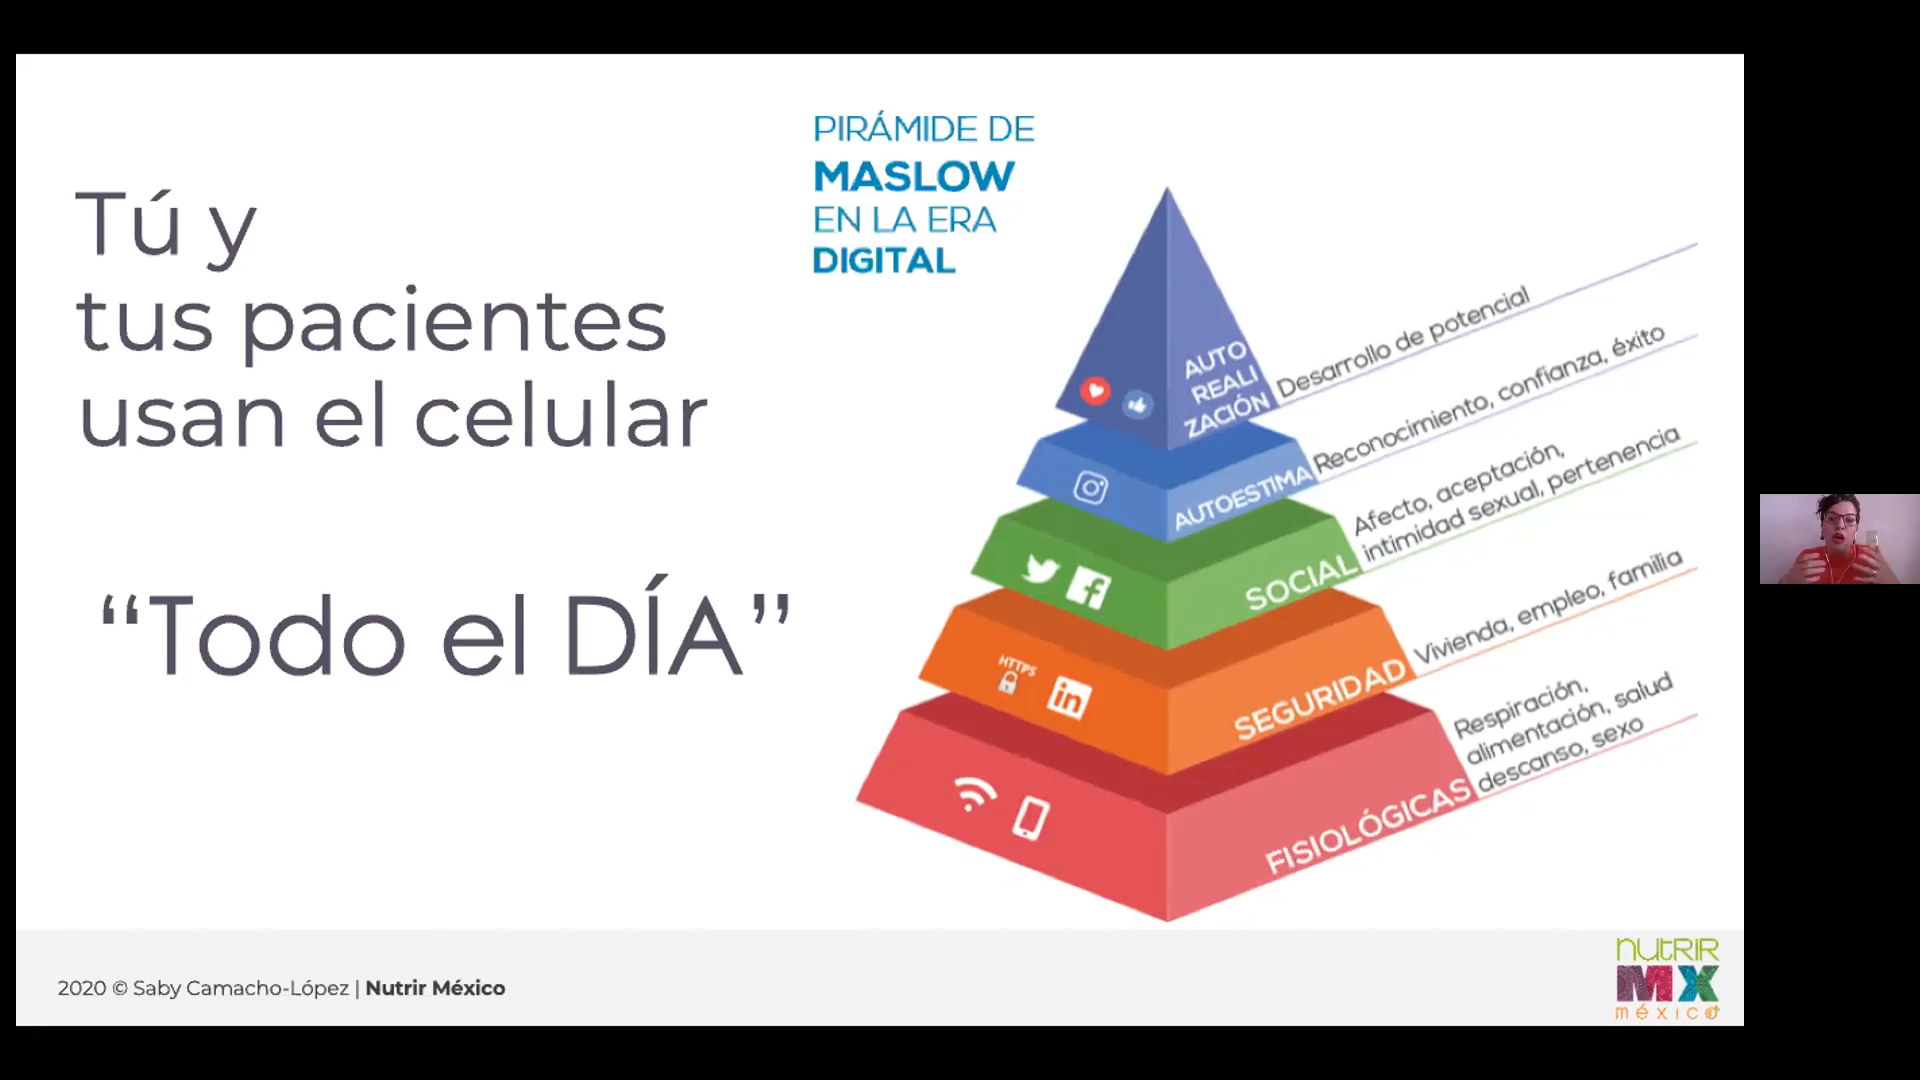 Tú y
tus pacientes
usan el celular
“Todo el DÍA”
PIRÁMIDE DE
MASLOW
EN LA ERA
DIGITAL
AUTO
REALI
ZACIÓN
Desarrollo de potencial
AUTOESTIMA
Reconocimiento, confianza, éxito
SOCIAL
Afecto, aceptación,
intimidad sexual, pertenencia
HTTPS
in
SEGURIDAD
Vivienda, empleo, familia
FISIOLÓGICAS
Respiración,
alimentación, salud
descanso, sexo
2020 © Saby Camacho-López | Nutrir México
nutrir
MX
méxico